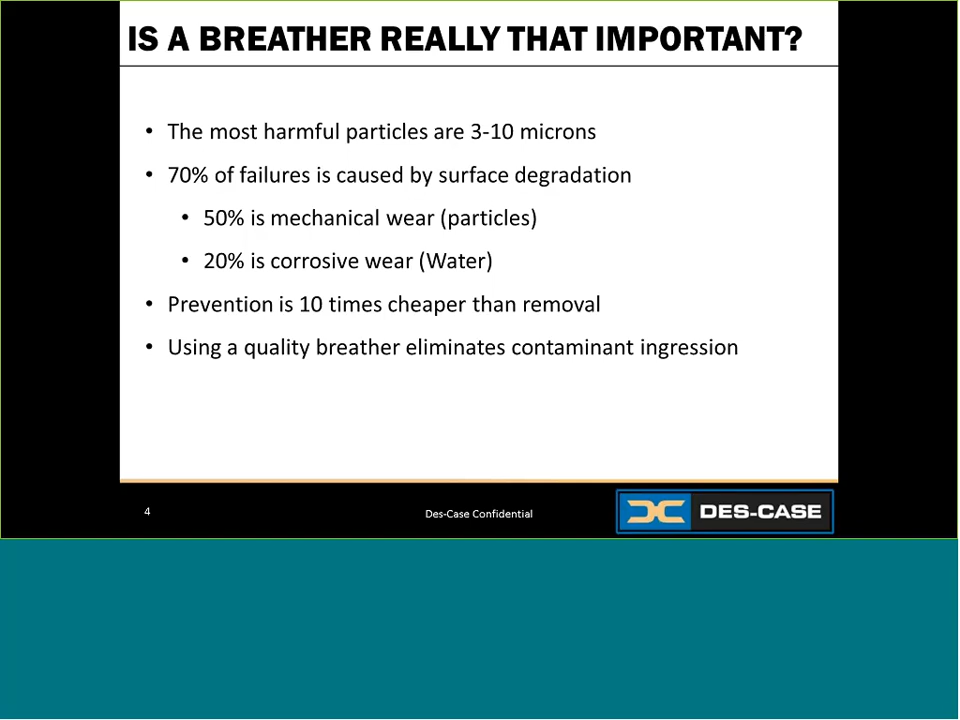 IS A BREATHER REALLY THAT IMPORTANT?
• The most harmful particles are 3-10 microns
• 70% of failures is caused by surface degradation
• 50% is mechanical wear (particles)
• 20% is corrosive wear (Water)
• Prevention is 10 times cheaper than removal
• Using a quality breather eliminates contaminant ingression
4
Des-Case Confidential
DES-CASE